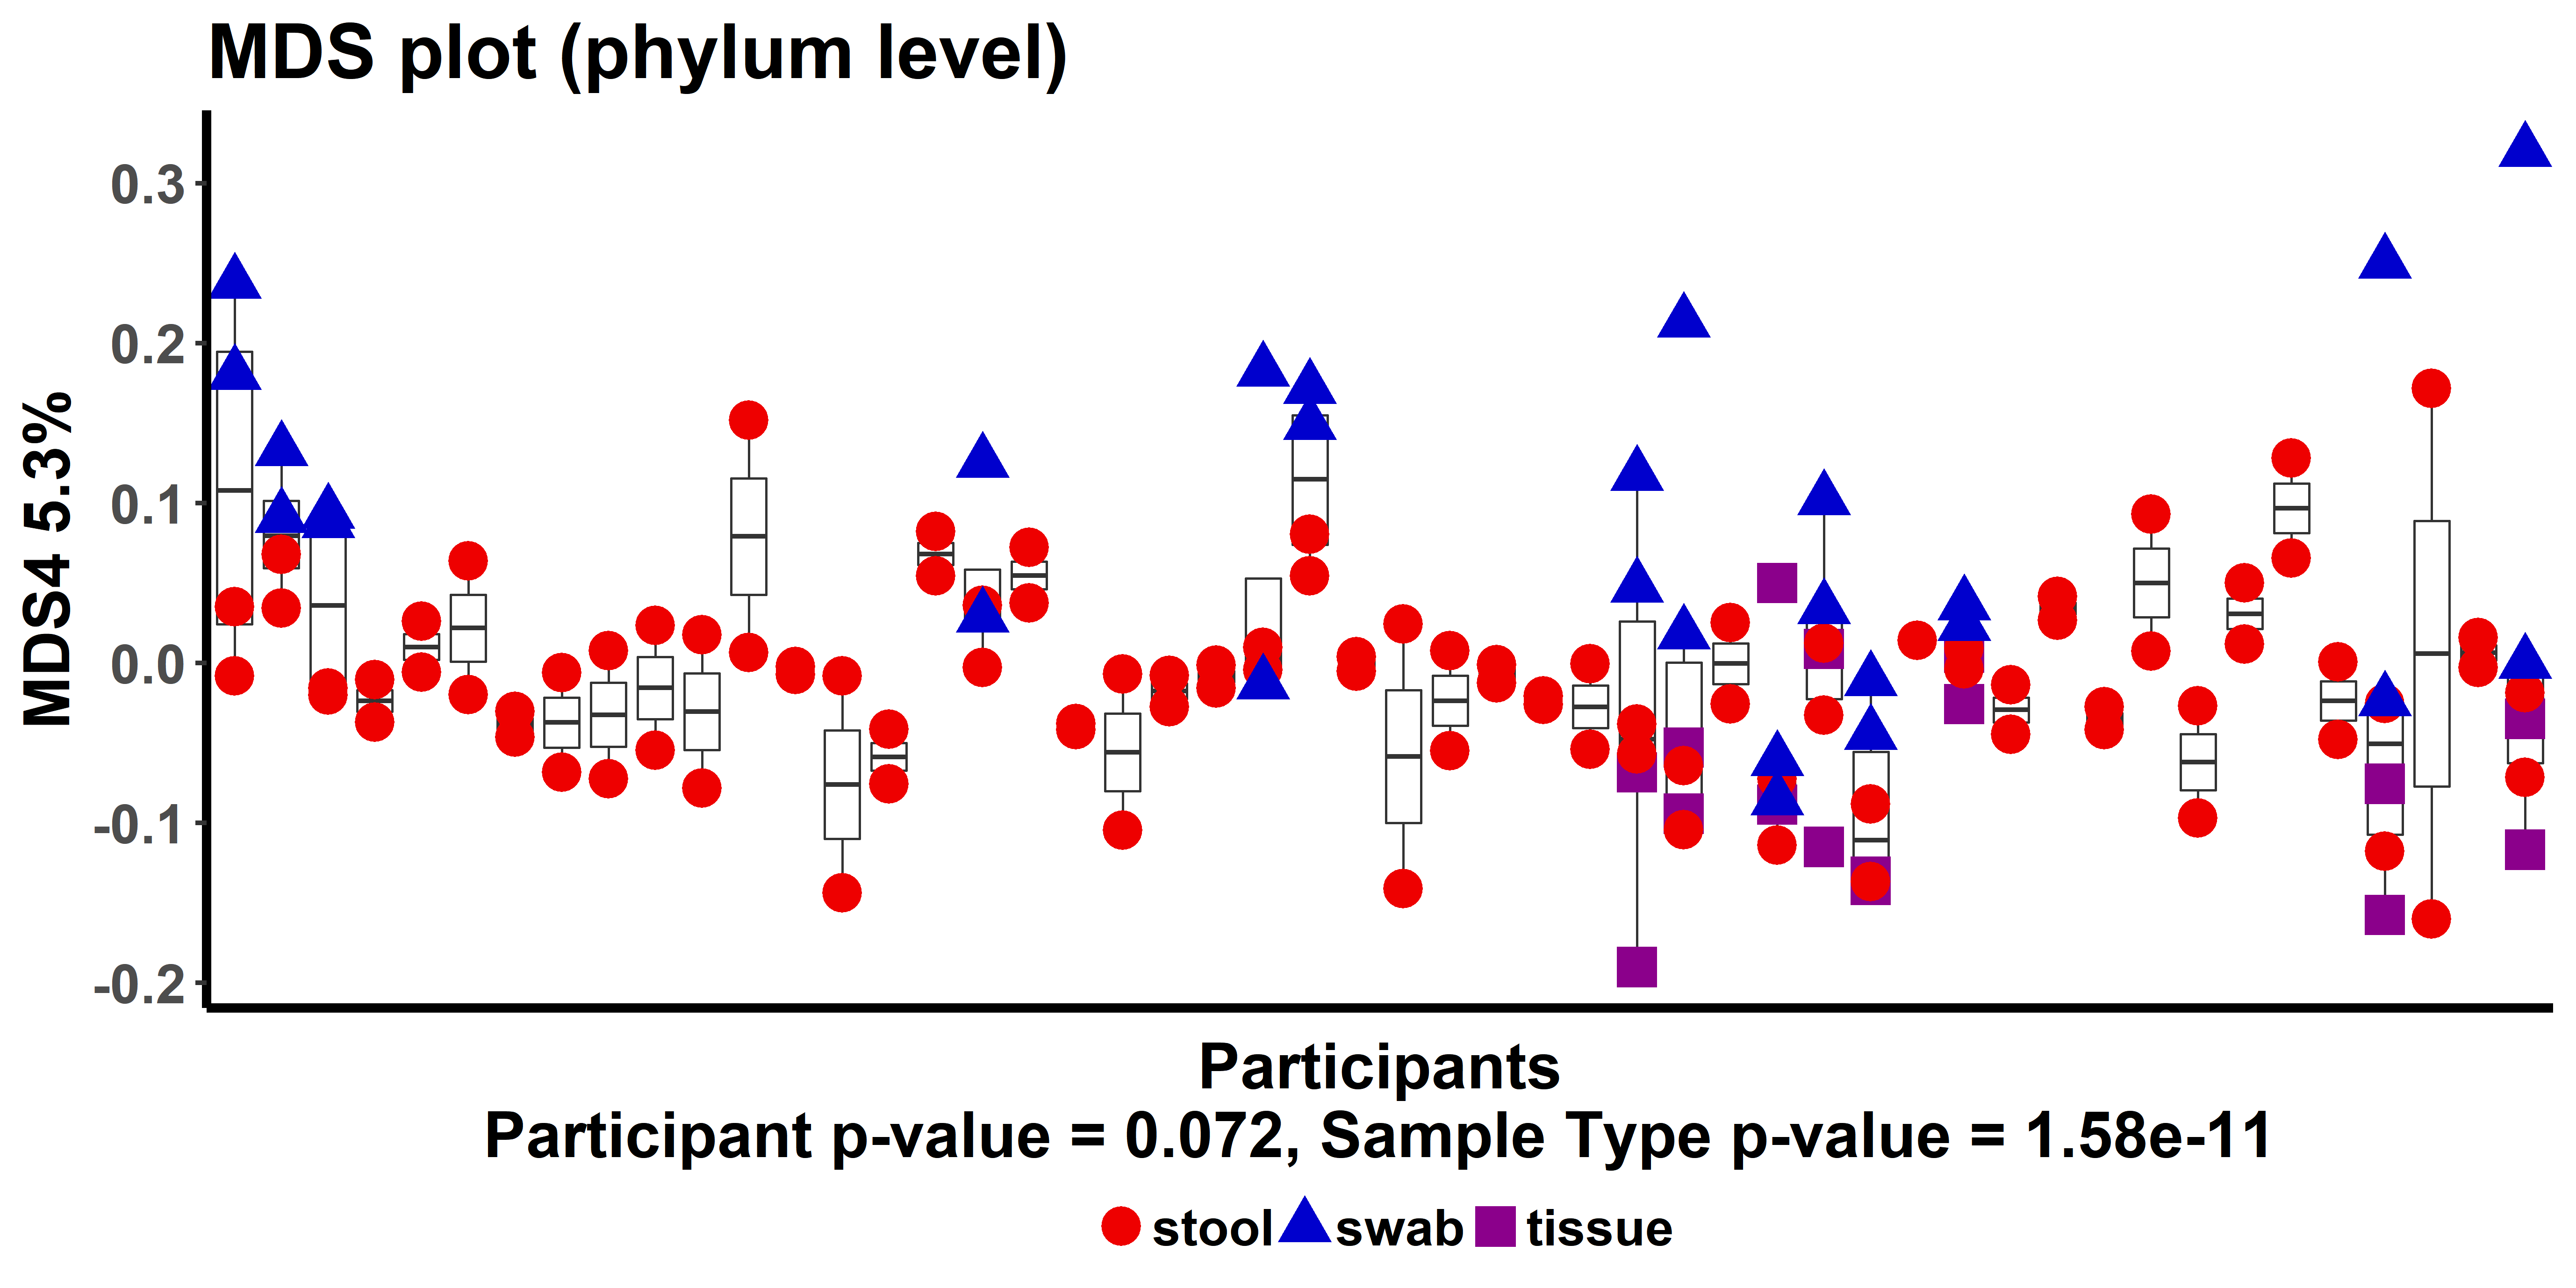 MDS plot (phylum level)
MDS4 5.3%
0.3
0.2
0.1
0.0
-0.1
-0.2
Participants
Participant p-value = 0.072, Sample Type p-value = 1.58e-11
stool swab tissue